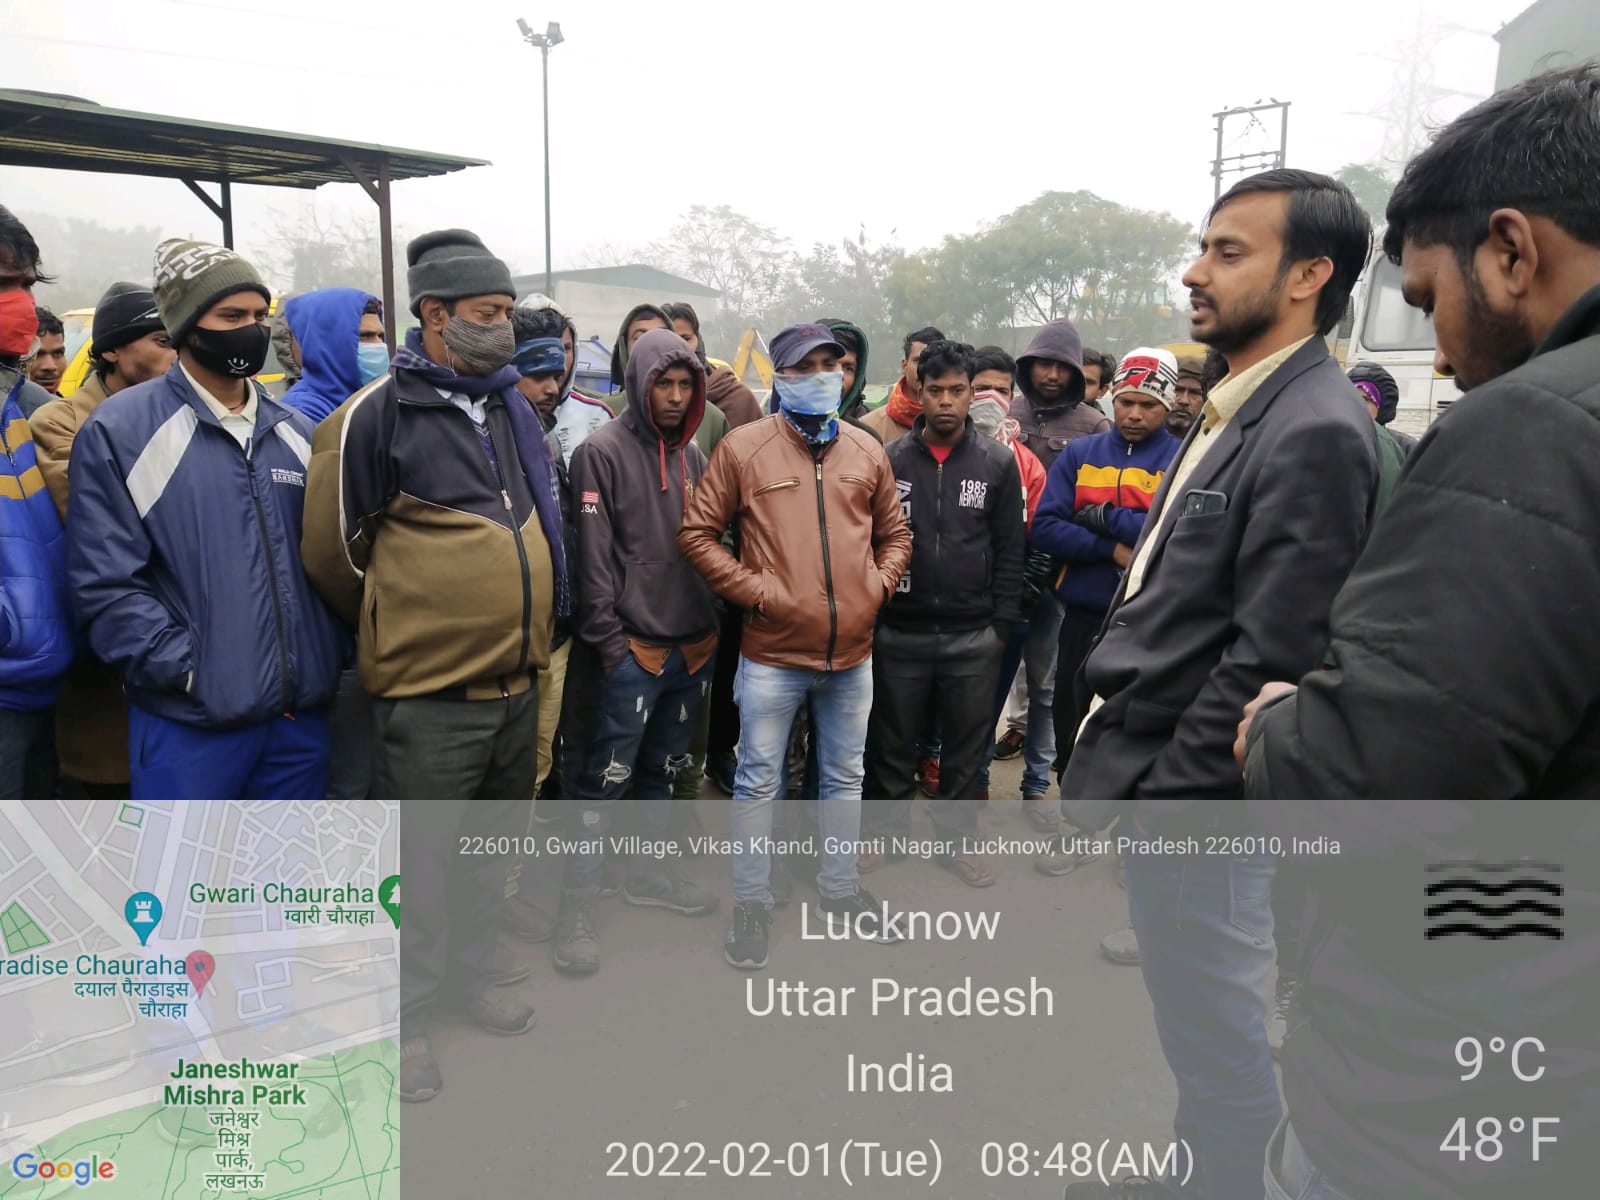 USA
1985
NEWYORK
226010, Gwari Village, Vikas Khand, Gomti Nagar, Lucknow, Uttar Pradesh 226010, India
Lucknow
Uttar Pradesh
India
2022-02-01(Tue) 08:48(AM)
9°C
48°F
Gwari Chauraha
ग्वारी चौराहा
radise Chauraha
दयाल पैराडाइस
चौराहा
Janeshwar
Mishra Park
जनेश्वर
मिश्र
पार्क,
लखनऊ
Google